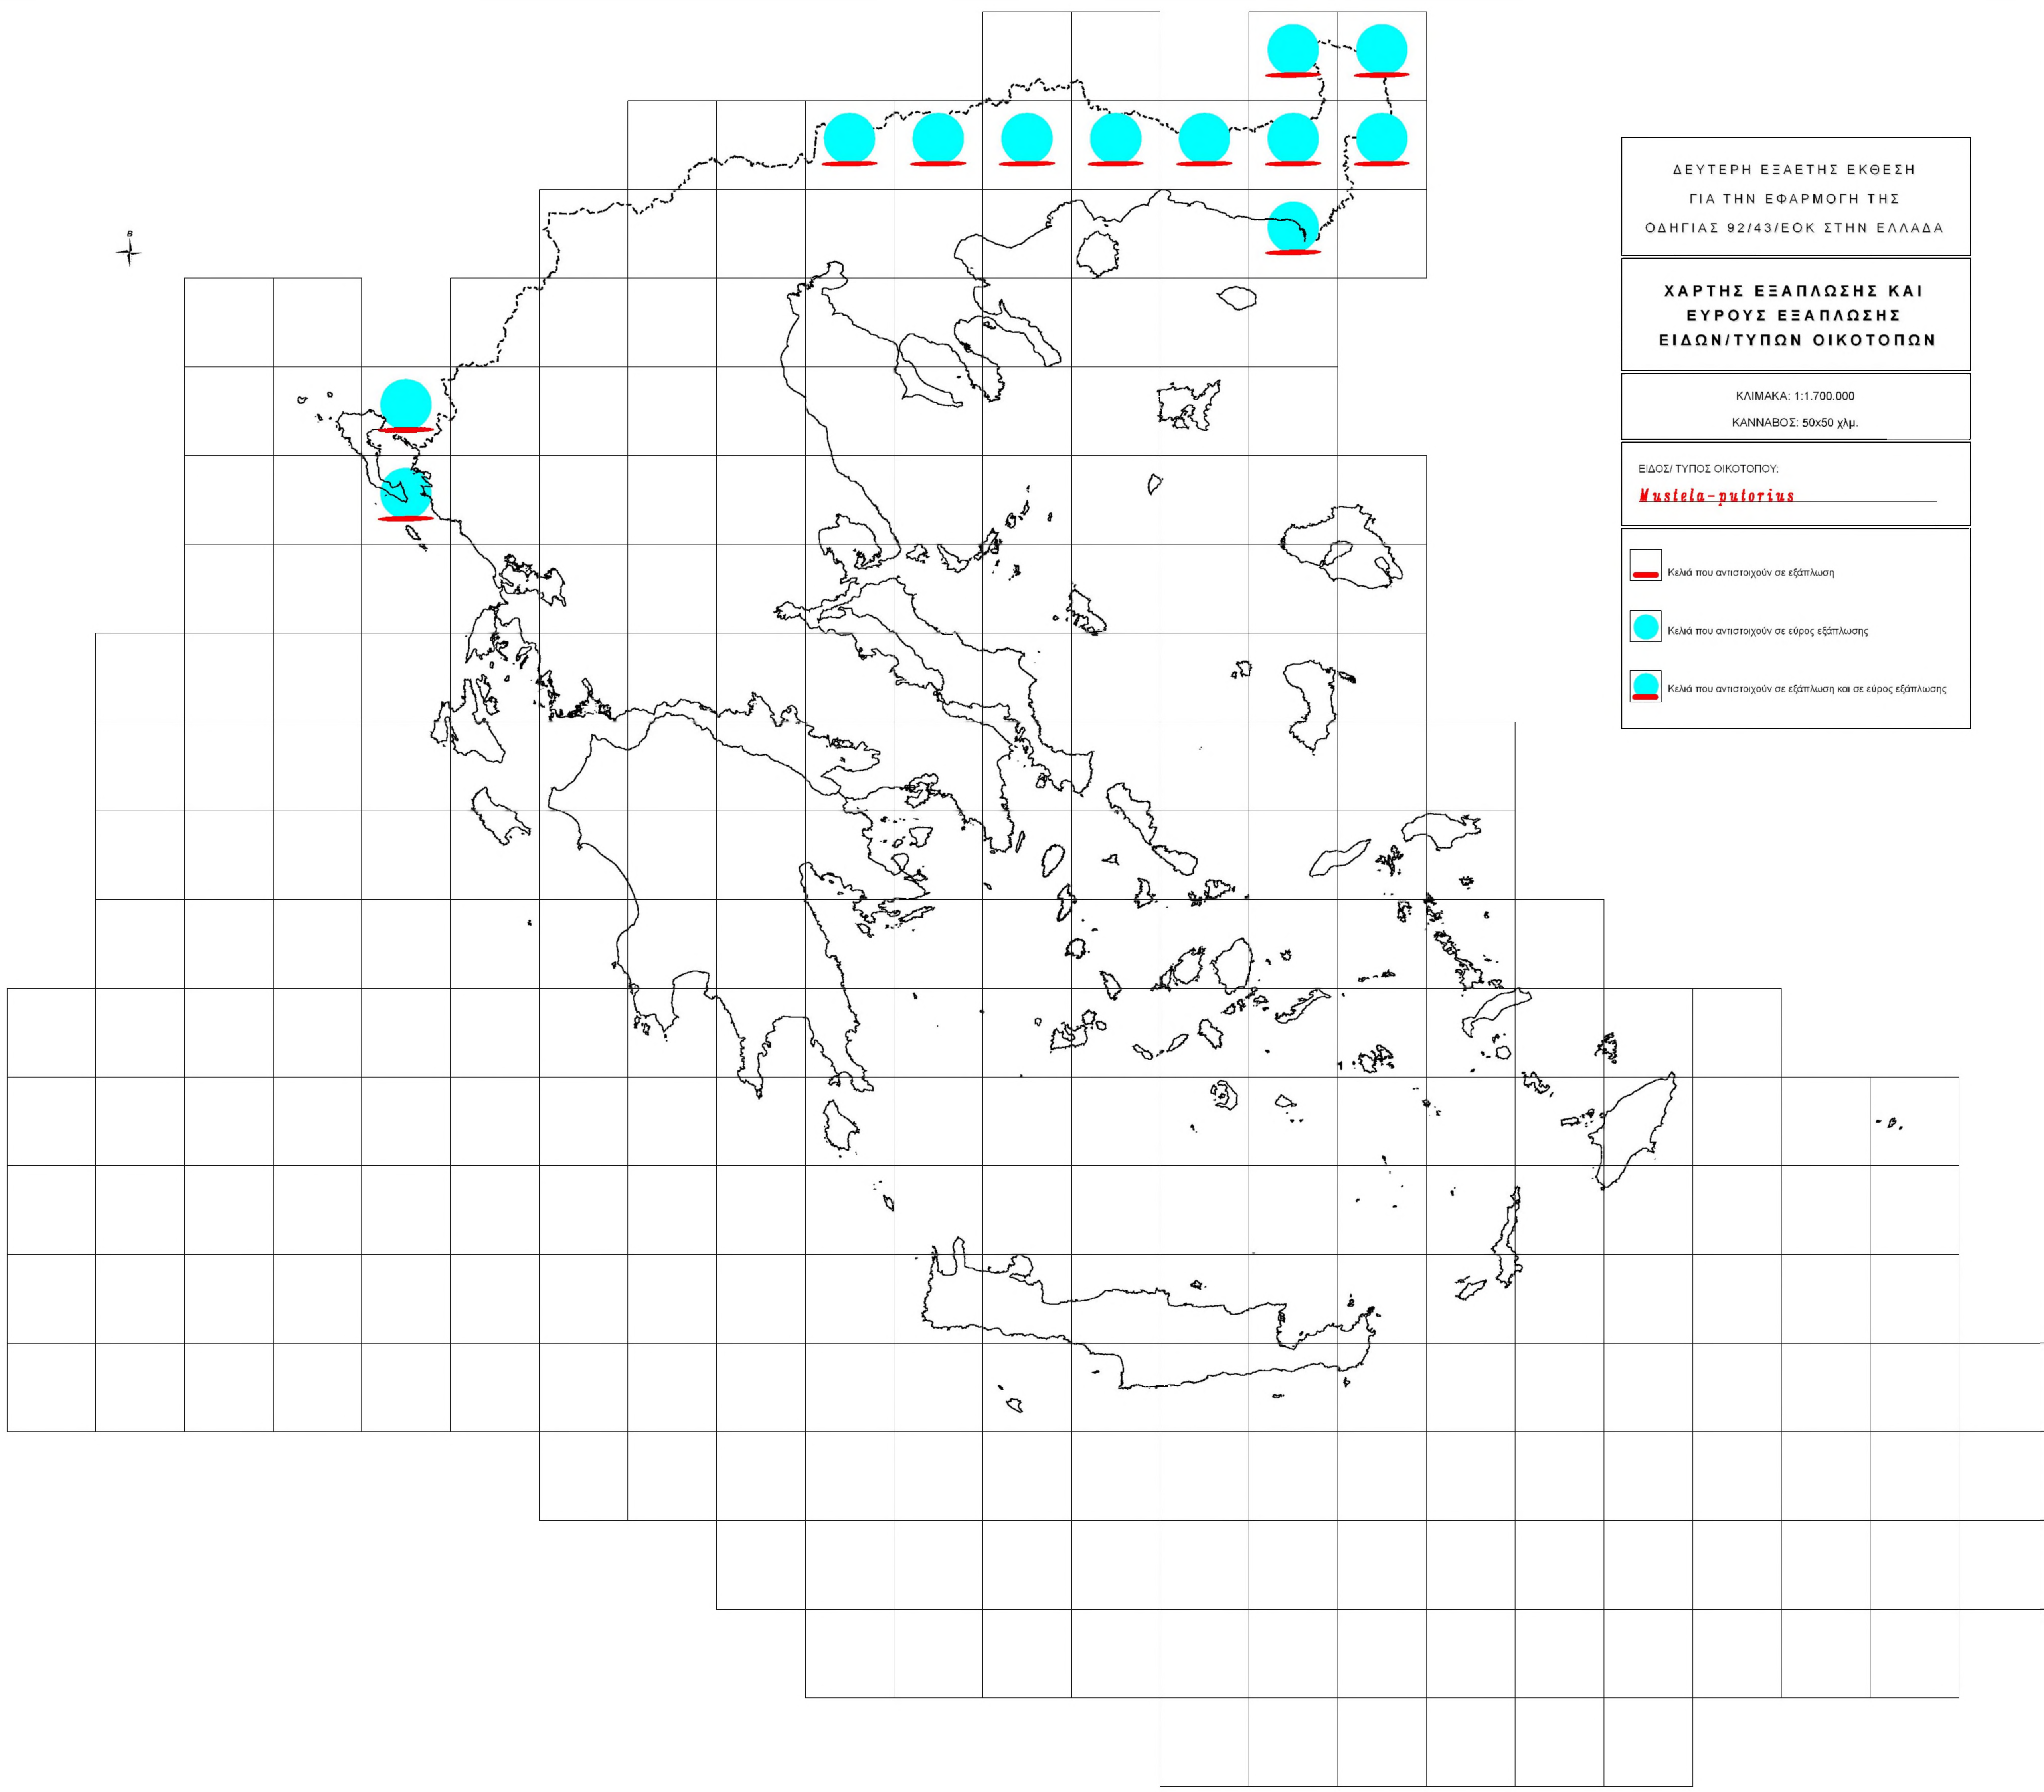 Β
ΔΕΥΤΕΡΗ ΕΞΑΕΤΗΣ ΕΚΘΕΣΗ
ΓΙΑ ΤΗΝ ΕΦΑΡΜΟΓΗ ΤΗΣ
ΟΔΗΓΙΑΣ 92/43/ΕΟΚ ΣΤΗΝ ΕΛΛΑΔΑ
ΧΑΡΤΗΣ ΕΞΑΠΛΩΣΗΣ ΚΑΙ
ΕΥΡΟΥΣ ΕΞΑΠΛΩΣΗΣ
ΕΙΔΩΝ/ΤΥΠΩΝ ΟΙΚΟΤΟΠΩΝ
ΚΛΙΜΑΚΑ: 1:1.700.000
ΚΑΝΝΑΒΟΣ: 50x50 χλμ.
ΕΙΔΟΣ/ ΤΥΠΟΣ ΟΙΚΟΤΟΠΟΥ:
Mustela-putorius
Κελιά που αντιστοιχούν σε εξάπλωση
Κελιά που αντιστοιχούν σε εύρος εξάπλωσης
Κελιά που αντιστοιχούν σε εξάπλωση και σε εύρος εξάπλωσης